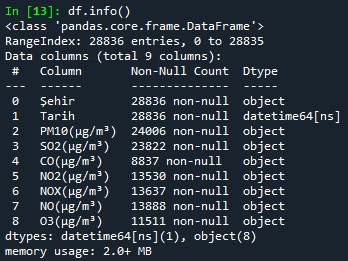 In [13]: df.info()
<class 'pandas.core.frame.DataFrame'>
RangeIndex: 28836 entries, 0 to 28835
Data columns (total 9 columns):
 #   Column       Non-Null Count  Dtype
---  ------       --------------  -----
 0   Şehir        28836 non-null  object
 1   Tarih        28836 non-null  datetime64[ns]
 2   PM10(µg/m³)  24006 non-null  object
 3   SO2(µg/m³)   23822 non-null  object
 4   CO(µg/m³)    8837 non-null   object
 5   NO2(µg/m³)   13530 non-null  object
 6   NOX(µg/m³)   13637 non-null  object
 7   NO(µg/m³)    13888 non-null  object
 8   O3(µg/m³)    11511 non-null  object
dtypes: datetime64[ns](1), object(8)
memory usage: 2.0+ MB